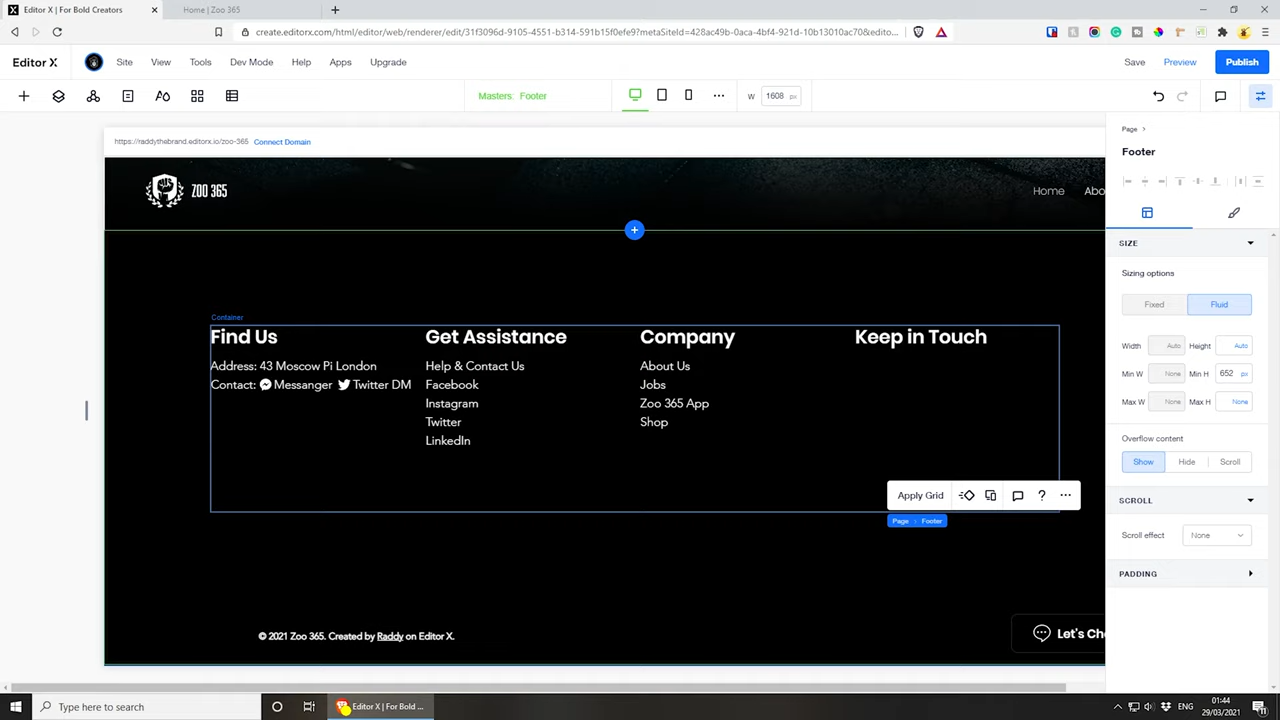 Editor X | For Bold Creators
Home | Zoo 365
create.editorx.com/html/editor/web/renderer/edit/31f3096d-9105-4551-b314-591b15f0efe9?metaSiteId=428ac49b-0aca-4bf4-921d-10b13010ac70&edito...
Editor X
Site
View
Tools
Dev Mode
Help
Apps
Upgrade
Save
Preview
Publish
Masters: Footer
W
1608 px
https://raddythebrand.editorx.io/zoo-365
Connect Domain
ZOO 365
Home
Abo
Container
Find Us
Address: 43 Moscow Pi London
Contact: Messanger Twitter DM
Get Assistance
Help & Contact Us
Facebook
Instagram
Twitter
LinkedIn
Company
About Us
Jobs
Zoo 365 App
Shop
Keep in Touch
Apply Grid
Page
Footer
© 2021 Zoo 365. Created by Raddy on Editor X.
Let's Ch
Page
Footer
SIZE
Sizing options
Fixed
Fluid
Width Auto Height Auto
Min W None Min H 652 px
Max W None Max H None
Overflow content
Show
Hide
Scroll
SCROLL
Scroll effect
None
PADDING
Type here to search
Editor X | For Bold ...
ENG
01:44
29/03/2021